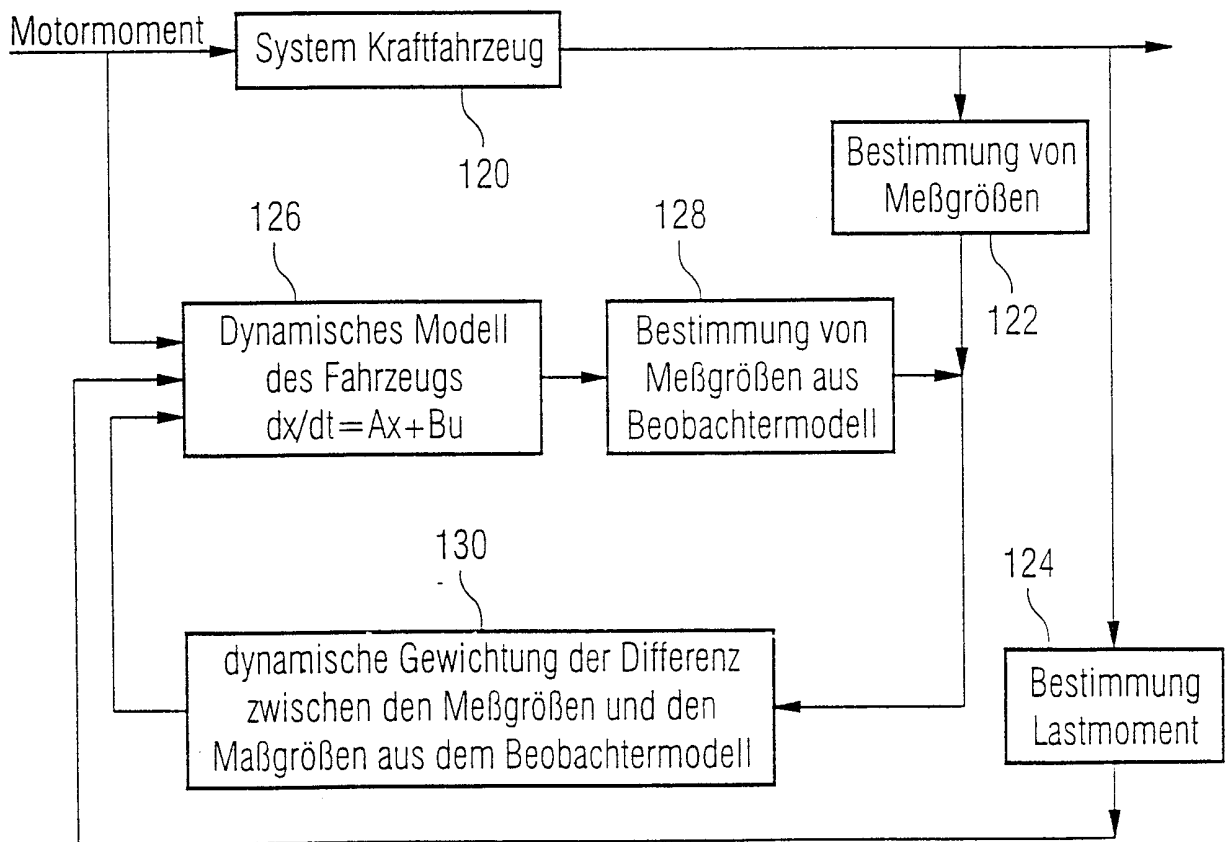 Motormoment
System Kraftfahrzeug
120
Bestimmung von
Meßgrößen
122
126
Dynamisches Modell
des Fahrzeugs
dx/dt=Ax+Bu
128
Bestimmung von
Meßgrößen aus
Beobachtermodell
130
dynamische Gewichtung der Differenz
zwischen den Meßgrößen und den
Maßgrößen aus dem Beobachtermodell
124
Bestimmung
Lastmoment